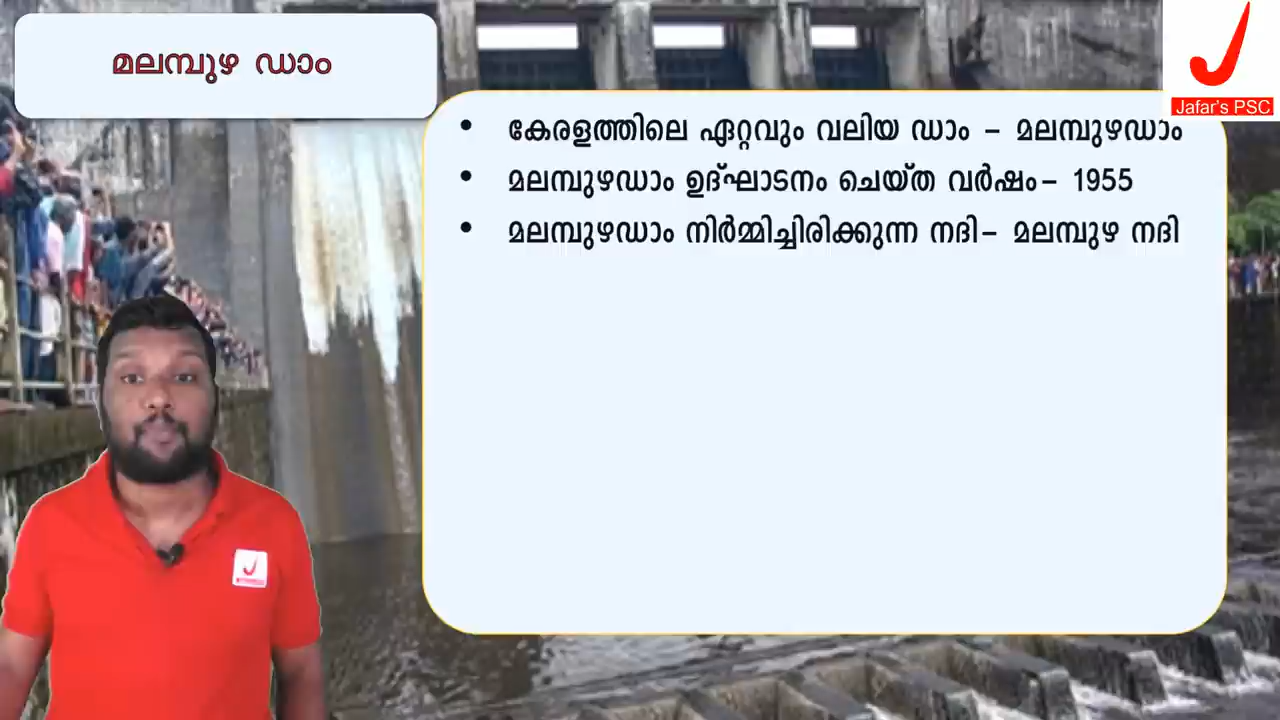 മലമ്പുഴ ഡാം
J
Jafar's PSC
• കേരളത്തിലെ ഏറ്റവും വലിയ ഡാം – മലമ്പുഴഡാം
• മലമ്പുഴഡാം ഉദ്ഘാടനം ചെയ്ത വർഷം– 1955
• മലമ്പുഴഡാം നിർമ്മിച്ചിരിക്കുന്ന നദി– മലമ്പുഴ നദി